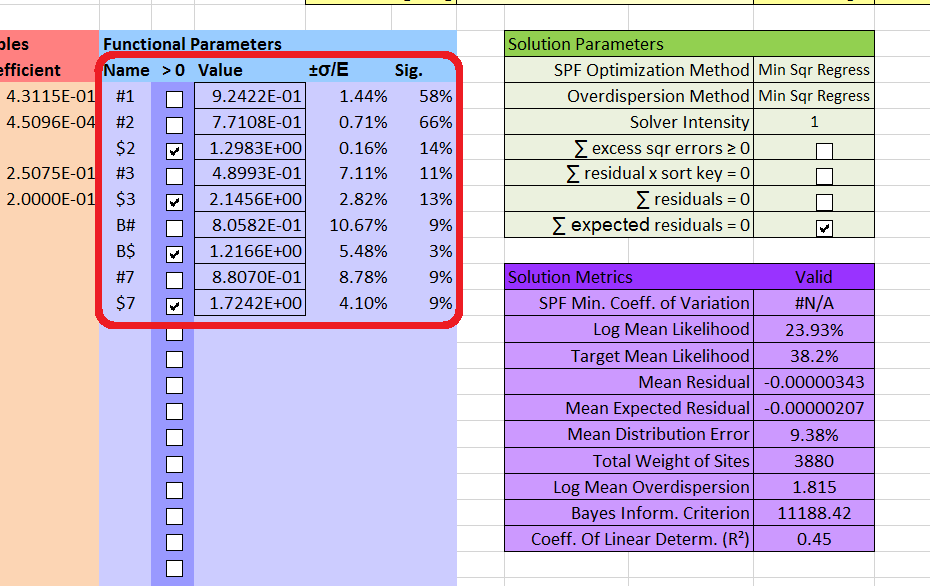 Functional Parameters
Solution Parameters
efficient
Name > 0 Value ±σ/E Sig.
SPF Optimization Method Min Sqr Regress
4.3115E-01 #1 9.2422E-01 1.44% 58%
Overdispersion Method Min Sqr Regress
4.5096E-04 #2 7.7108E-01 0.71% 66%
Solver Intensity 1
$2 1.2983E+00 0.16% 14%
∑ excess sqr errors ≥ 0
2.5075E-01 #3 4.8993E-01 7.11% 11%
∑ residual x sort key = 0
2.0000E-01 $3 2.1456E+00 2.82% 13%
∑ residuals = 0
B# 8.0582E-01 10.67% 9%
∑ expected residuals = 0
B$ 1.2166E+00 5.48% 3%
#7 8.8070E-01 8.78% 9%
Solution Metrics Valid
$7 1.7242E+00 4.10% 9%
SPF Min. Coeff. of Variation #N/A
Log Mean Likelihood 23.93%
Target Mean Likelihood 38.2%
Mean Residual -0.00000343
Mean Expected Residual -0.00000207
Mean Distribution Error 9.38%
Total Weight of Sites 3880
Log Mean Overdispersion 1.815
Bayes Inform. Criterion 11188.42
Coeff. Of Linear Determ. (R²) 0.45